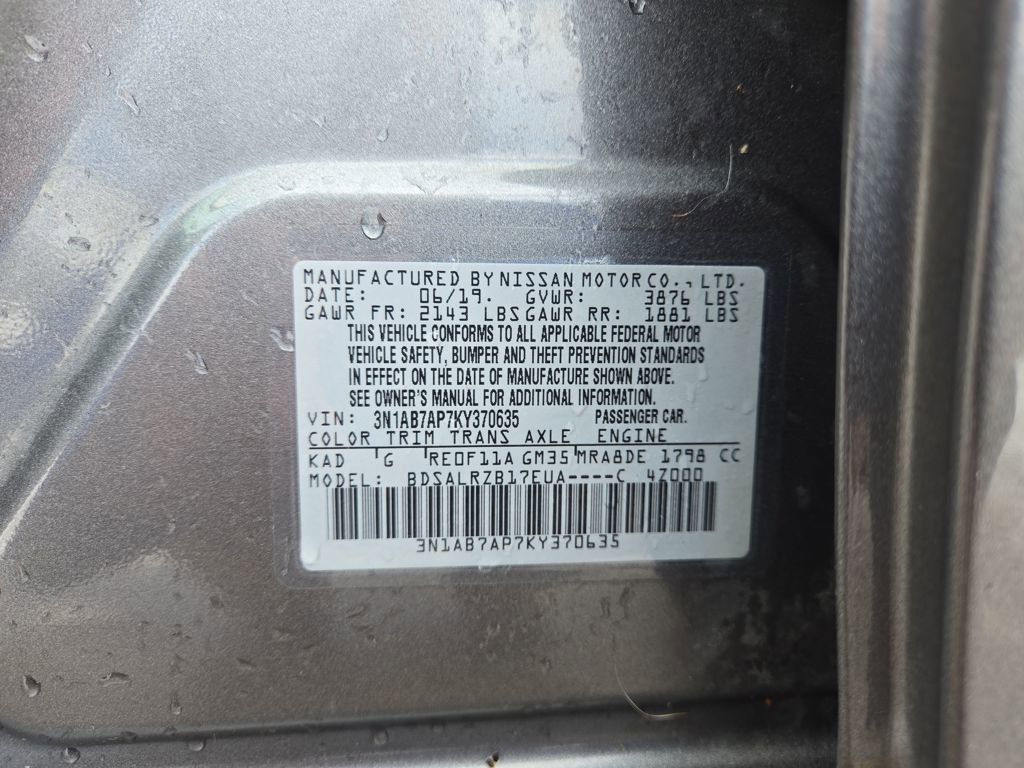 MANUFACTURED BY NISSAN MOTOR CO., LTD.
DATE: 06/19. GVWR: 3876 LBS
GAWR FR: 2143 LBS GAWR RR: 1881 LBS
THIS VEHICLE CONFORMS TO ALL APPLICABLE FEDERAL MOTOR
VEHICLE SAFETY, BUMPER AND THEFT PREVENTION STANDARDS
IN EFFECT ON THE DATE OF MANUFACTURE SHOWN ABOVE.
SEE OWNER'S MANUAL FOR ADDITIONAL INFORMATION.
VIN: 3N1AB7AP7KY370635 PASSENGER CAR.
COLOR TRIM TRANS AXLE ENGINE
KAD G RE0F11A GM35 MRA8DE 1798 CC
MODEL: BDSALRZB17EUA----C 4Z000
3N1AB7AP7KY370635